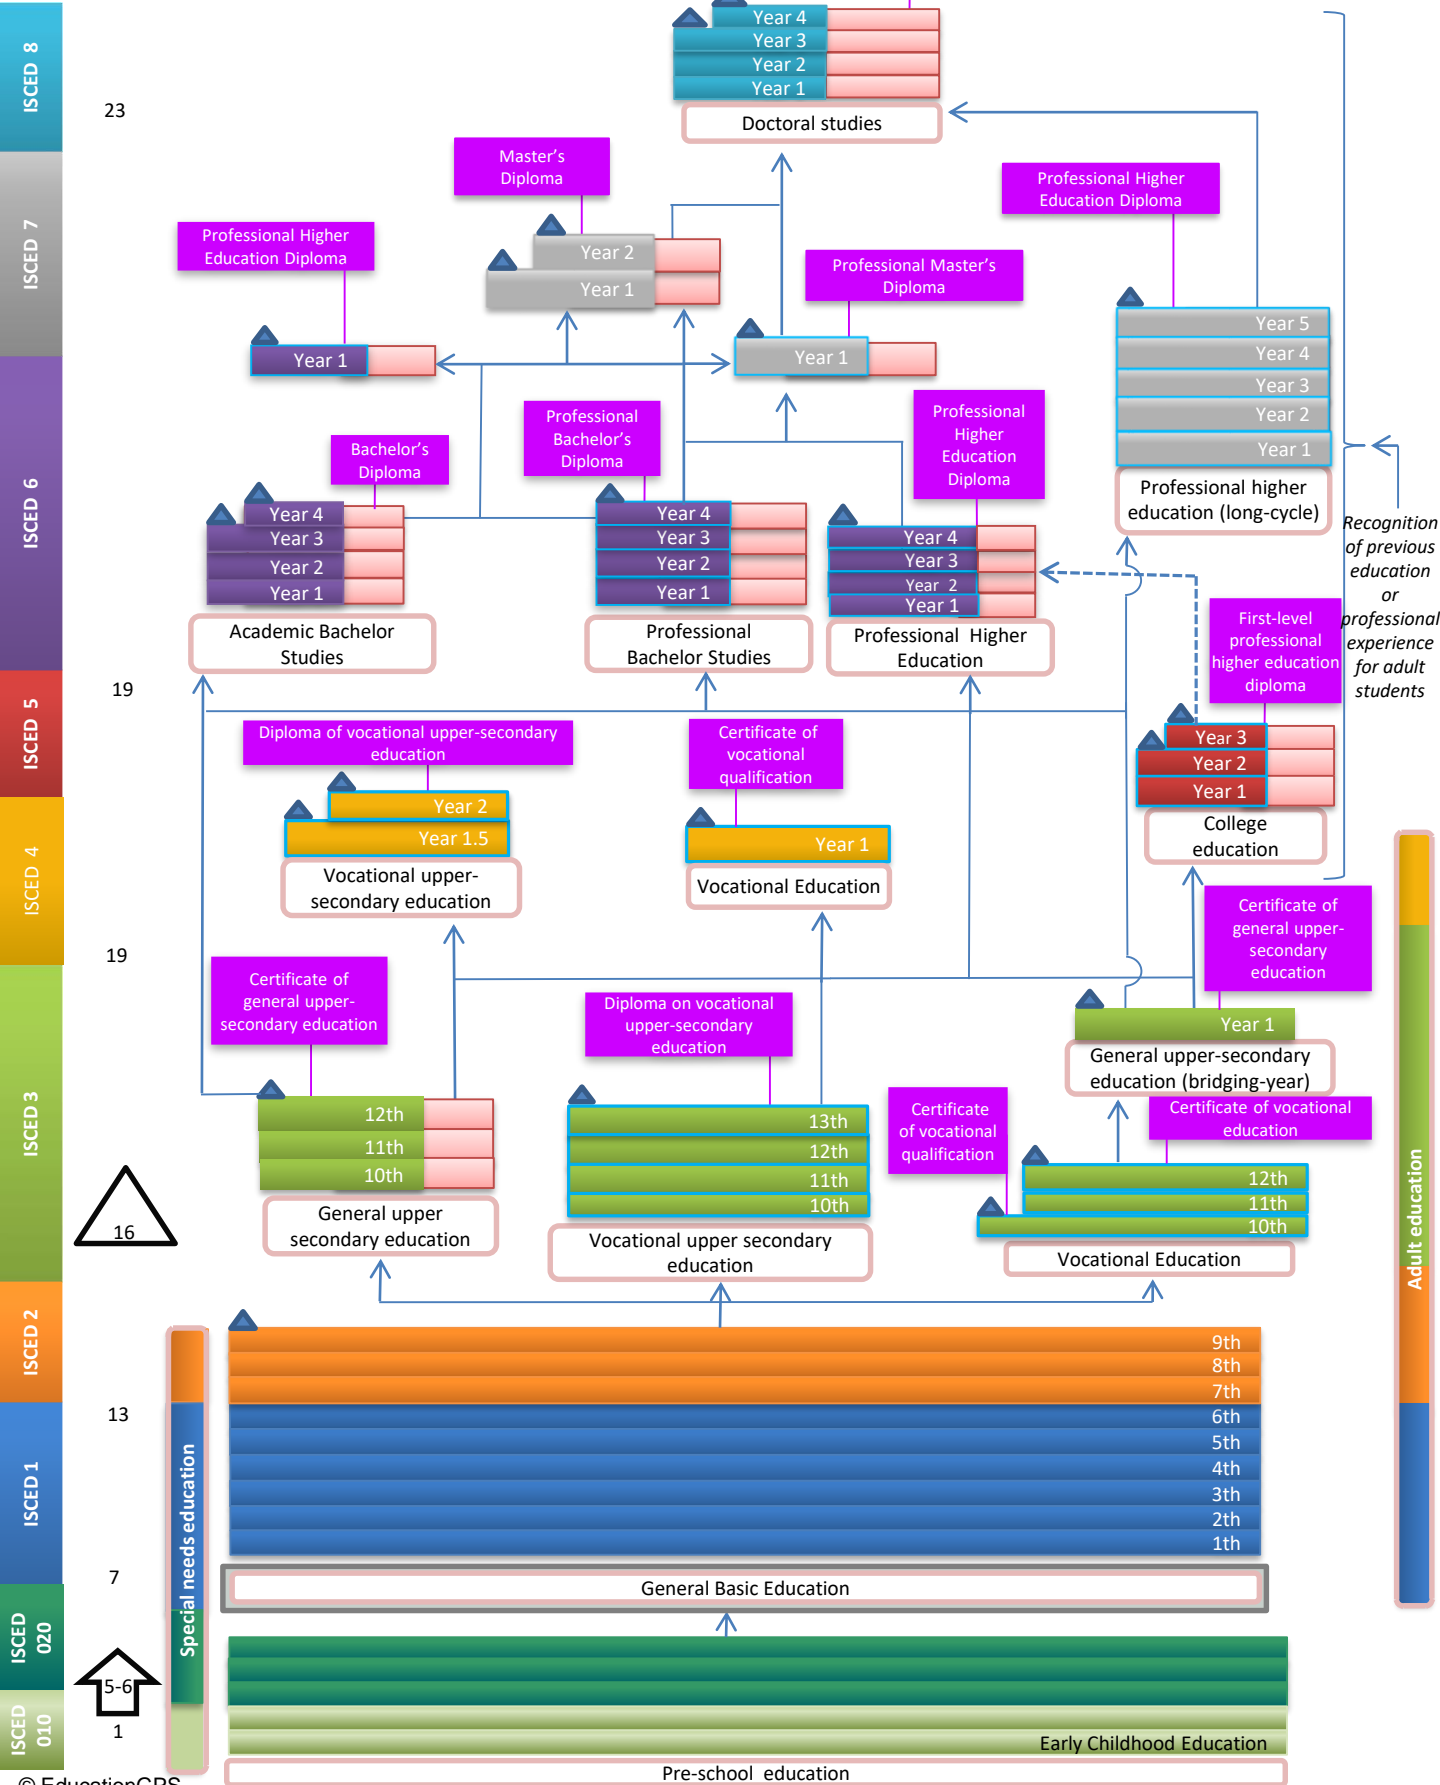 ISCED 8
23
Year 4
Year 3
Year 2
Year 1
Doctoral studies
ISCED 7
Master's
Diploma
Year 2
Year 1
Professional Higher
Education Diploma
Year 1
Professional Master's
Diploma
Year 1
Professional Higher
Education Diploma
Year 5
Year 4
Year 3
Year 2
Year 1
Professional higher
education (long-cycle)
Recognition
of previous
education
or
professional
experience
for adult
students
ISCED 6
Bachelor's
Diploma
Year 4
Year 3
Year 2
Year 1
Academic Bachelor
Studies
Professional
Bachelor's
Diploma
Year 4
Year 3
Year 2
Year 1
Professional
Bachelor Studies
Professional
Higher
Education
Diploma
Year 4
Year 3
Year 2
Year 1
Professional Higher
Education
19
ISCED 5
First-level
professional
higher education
diploma
Year 3
Year 2
Year 1
College
education
ISCED 4
Diploma of vocational upper-secondary
education
Year 2
Year 1.5
Vocational upper-
secondary education
Certificate of
vocational
qualification
Year 1
Vocational Education
19
ISCED 3
Certificate of
general upper-
secondary education
12th
11th
10th
General upper
secondary education
Diploma on vocational
upper-secondary
education
13th
12th
11th
10th
Vocational upper secondary
education
Certificate of
general upper-
secondary
education
Year 1
General upper-secondary
education (bridging-year)
Certificate
of vocational
qualification
Certificate of vocational
education
12th
11th
10th
Vocational Education
16
Adult education
ISCED 2
9th
8th
7th
13
ISCED 1
6th
5th
4th
3th
2th
1th
Special needs education
7
General Basic Education
ISCED
020
5-6
ISCED
010
1
Early Childhood Education
Pre-school education
© EducationGPS